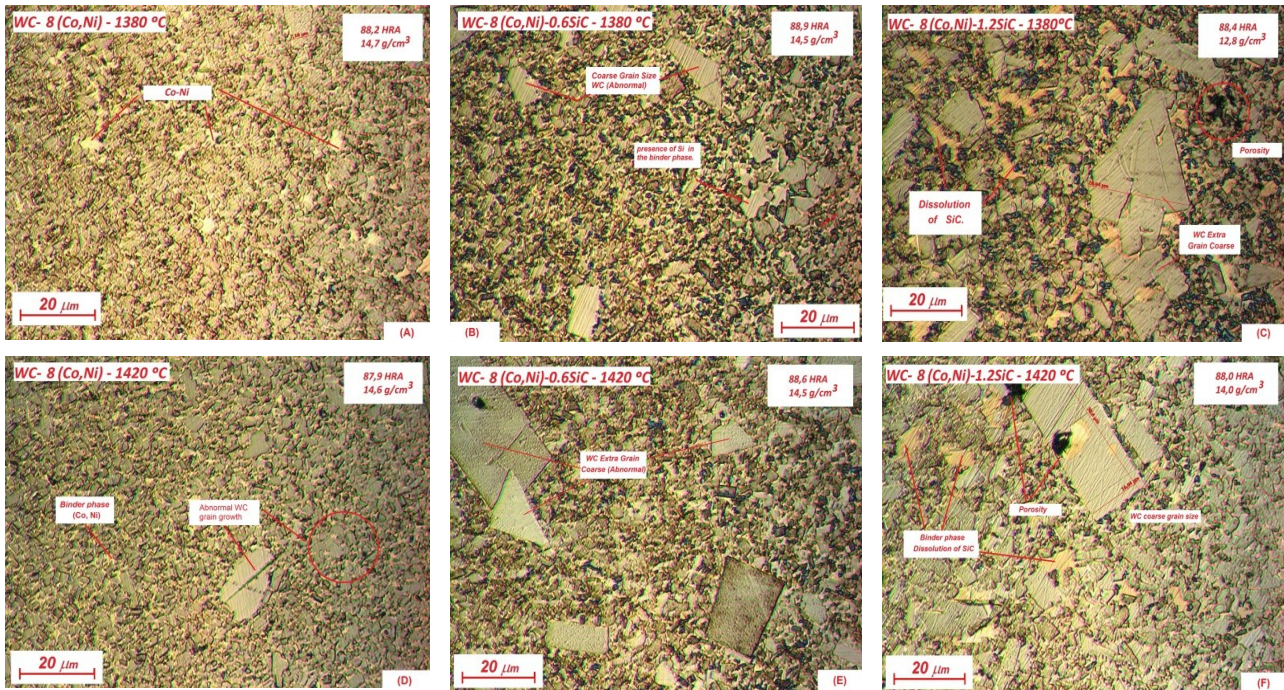 WC- 8 (Co,Ni) - 1380 ºC
88,2 HRA
14,7 g/cm³
Co-Ni
20 µm
(A)
WC- 8 (Co,Ni)-0.6SiC - 1380 ºC
88,9 HRA
14,5 g/cm³
Coarse Grain Size
WC (Abnormal)
presence of Si in
the binder phase.
20 µm
(B)
WC- 8 (Co,Ni)-1.2SiC - 1380ºC
88,4 HRA
12,8 g/cm³
Porosity
Dissolution
of SiC.
WC Extra
Grain Coarse
20 µm
(C)
WC- 8 (Co,Ni) - 1420 ºC
87,9 HRA
14,6 g/cm³
Binder phase
(Co, Ni)
Abnormal WC
grain growth
20 µm
(D)
WC- 8 (Co,Ni)-0.6SiC - 1420 ºC
88,6 HRA
14,5 g/cm³
WC Extra Grain
Coarse (Abnormal)
20 µm
(E)
WC- 8 (Co,Ni)-1.2SiC - 1420 ºC
88,0 HRA
14,0 g/cm³
Porosity
WC coarse grain size
Binder phase
Dissolution of SiC
20 µm
(F)